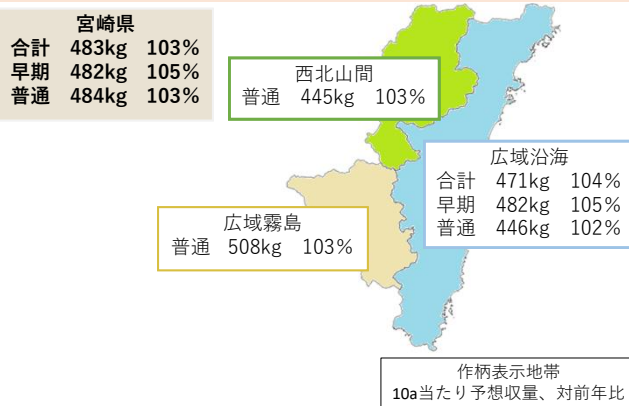 宮崎県
合計 483kg 103%
早期 482kg 105%
普通 484kg 103%
西北山間
普通 445kg 103%
広域沿海
合計 471kg 104%
早期 482kg 105%
普通 446kg 102%
広域霧島
普通 508kg 103%
作柄表示地帯
10a当たり予想収量、対前年比